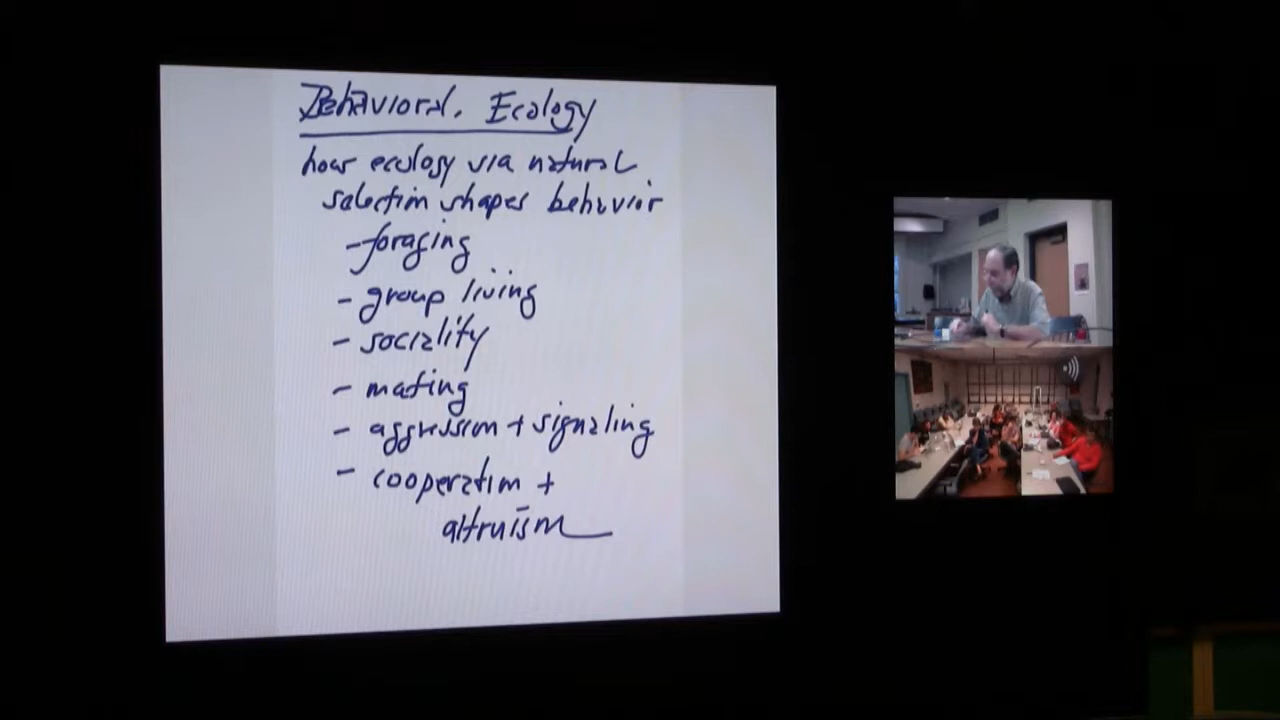 Behavioral Ecology
how ecology via natural
selection shapes behavior
- foraging
- group living
- sociality
- mating
- aggression + signaling
- cooperation +
altruism